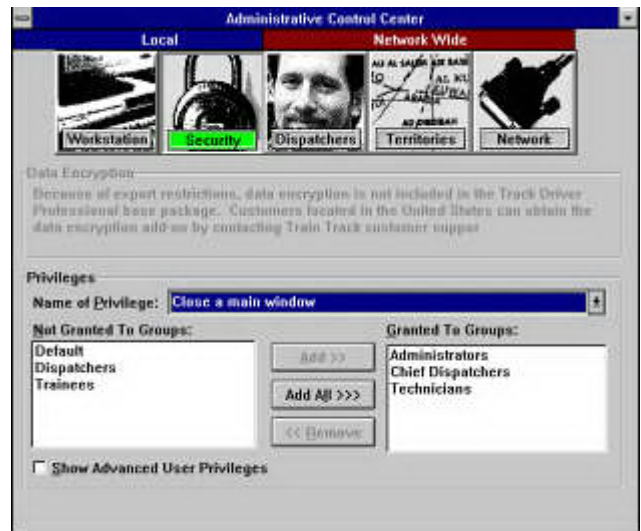 Administrative Control Center
Local
Network Wide
Workstation
Security
Dispatchers
Territories
Network
Data Encryption
Because of export restrictions, data encryption is not included in the Track Driver
Professional base package. Customers located in the United States can obtain the
data encryption add-on by contacting Train Track customer suppor
Privileges
Name of Privilege: Close a main window
Not Granted To Groups:
Default
Dispatchers
Trainees
Add >>
Add All >>>
<< Remove
Granted To Groups:
Administrators
Chief Dispatchers
Technicians
Show Advanced User Privileges